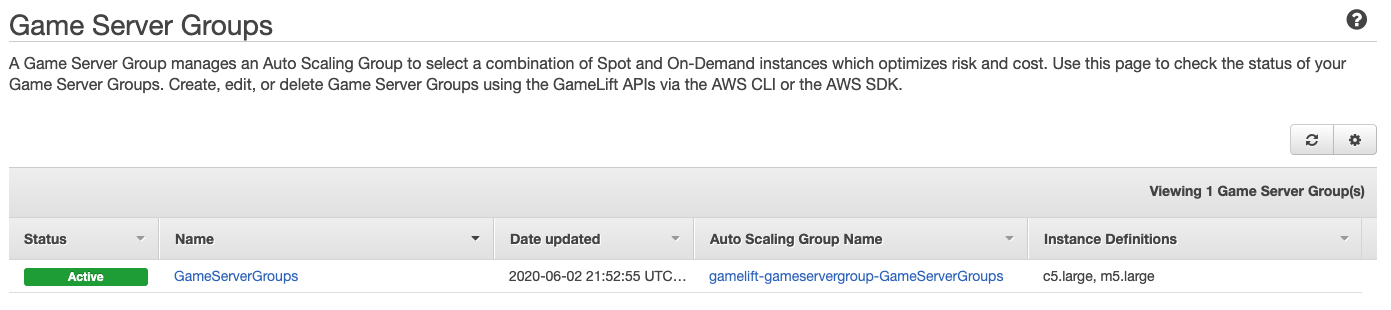 Game Server Groups
A Game Server Group manages an Auto Scaling Group to select a combination of Spot and On-Demand instances which optimizes risk and cost. Use this page to check the status of your
Game Server Groups. Create, edit, or delete Game Server Groups using the GameLift APIs via the AWS CLI or the AWS SDK.
Viewing 1 Game Server Group(s)
Status Name Date updated Auto Scaling Group Name Instance Definitions
Active GameServerGroups 2020-06-02 21:52:55 UTC... gamelift-gameservergroup-GameServerGroups c5.large, m5.large